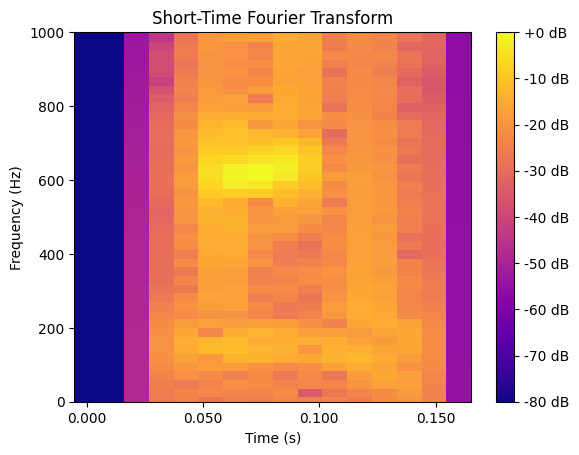 Short-Time Fourier Transform
1000
800
600
400
200
0
Frequency (Hz)
0.000
0.050
0.100
0.150
Time (s)
+0 dB
-10 dB
-20 dB
-30 dB
-40 dB
-50 dB
-60 dB
-70 dB
-80 dB